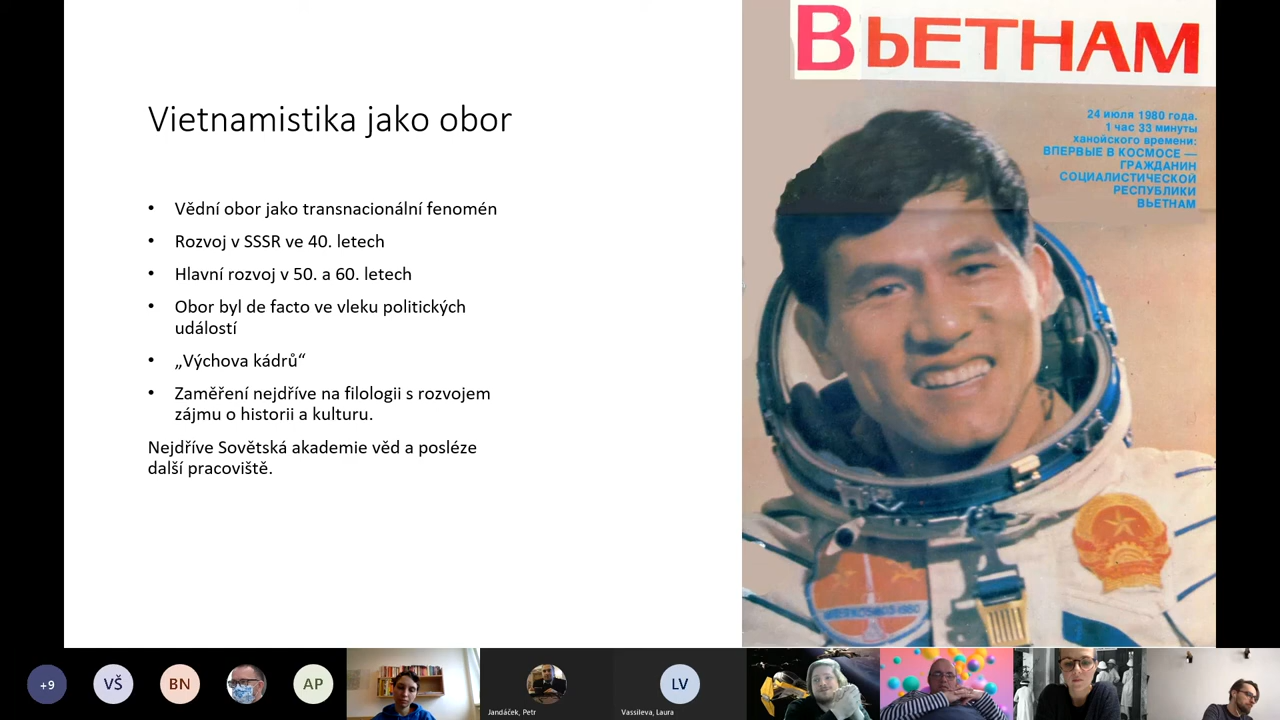 Vietnamistika jako obor
• Vědní obor jako transnacionální fenomén
• Rozvoj v SSSR ve 40. letech
• Hlavní rozvoj v 50. a 60. letech
• Obor byl de facto ve vleku politických
událostí
• „Výchova kádrů“
• Zaměření nejdříve na filologii s rozvojem
zájmu o historii a kulturu.
Nejdříve Sovětská akademie věd a posléze
další pracoviště.
ВЬЕТНАМ
24 июля 1980 года.
1 час 33 минуты
ханойского времени:
ВПЕРВЫЕ В КОСМОСЕ —
ГРАЖДАНИН
СОЦИАЛИСТИЧЕСКОЙ
РЕСПУБЛИКИ
ВЬЕТНАМ
+9
VŠ
BN
AP
Jandáček, Petr
LV
Vassileva, Laura